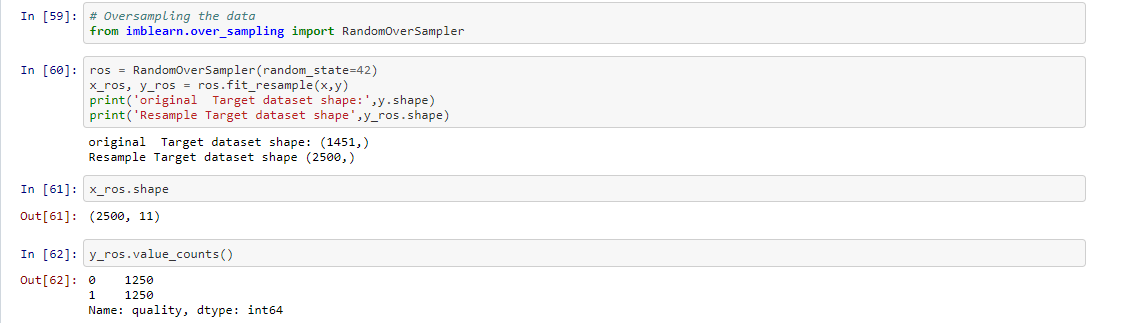 In [59]: # Oversampling the data
from imblearn.over_sampling import RandomOverSampler
In [60]: ros = RandomOverSampler(random_state=42)
x_ros, y_ros = ros.fit_resample(x,y)
print('original  Target dataset shape:',y.shape)
print('Resample Target dataset shape',y_ros.shape)
original  Target dataset shape: (1451,)
Resample Target dataset shape (2500,)
In [61]: x_ros.shape
Out[61]: (2500, 11)
In [62]: y_ros.value_counts()
Out[62]: 0    1250
1    1250
Name: quality, dtype: int64